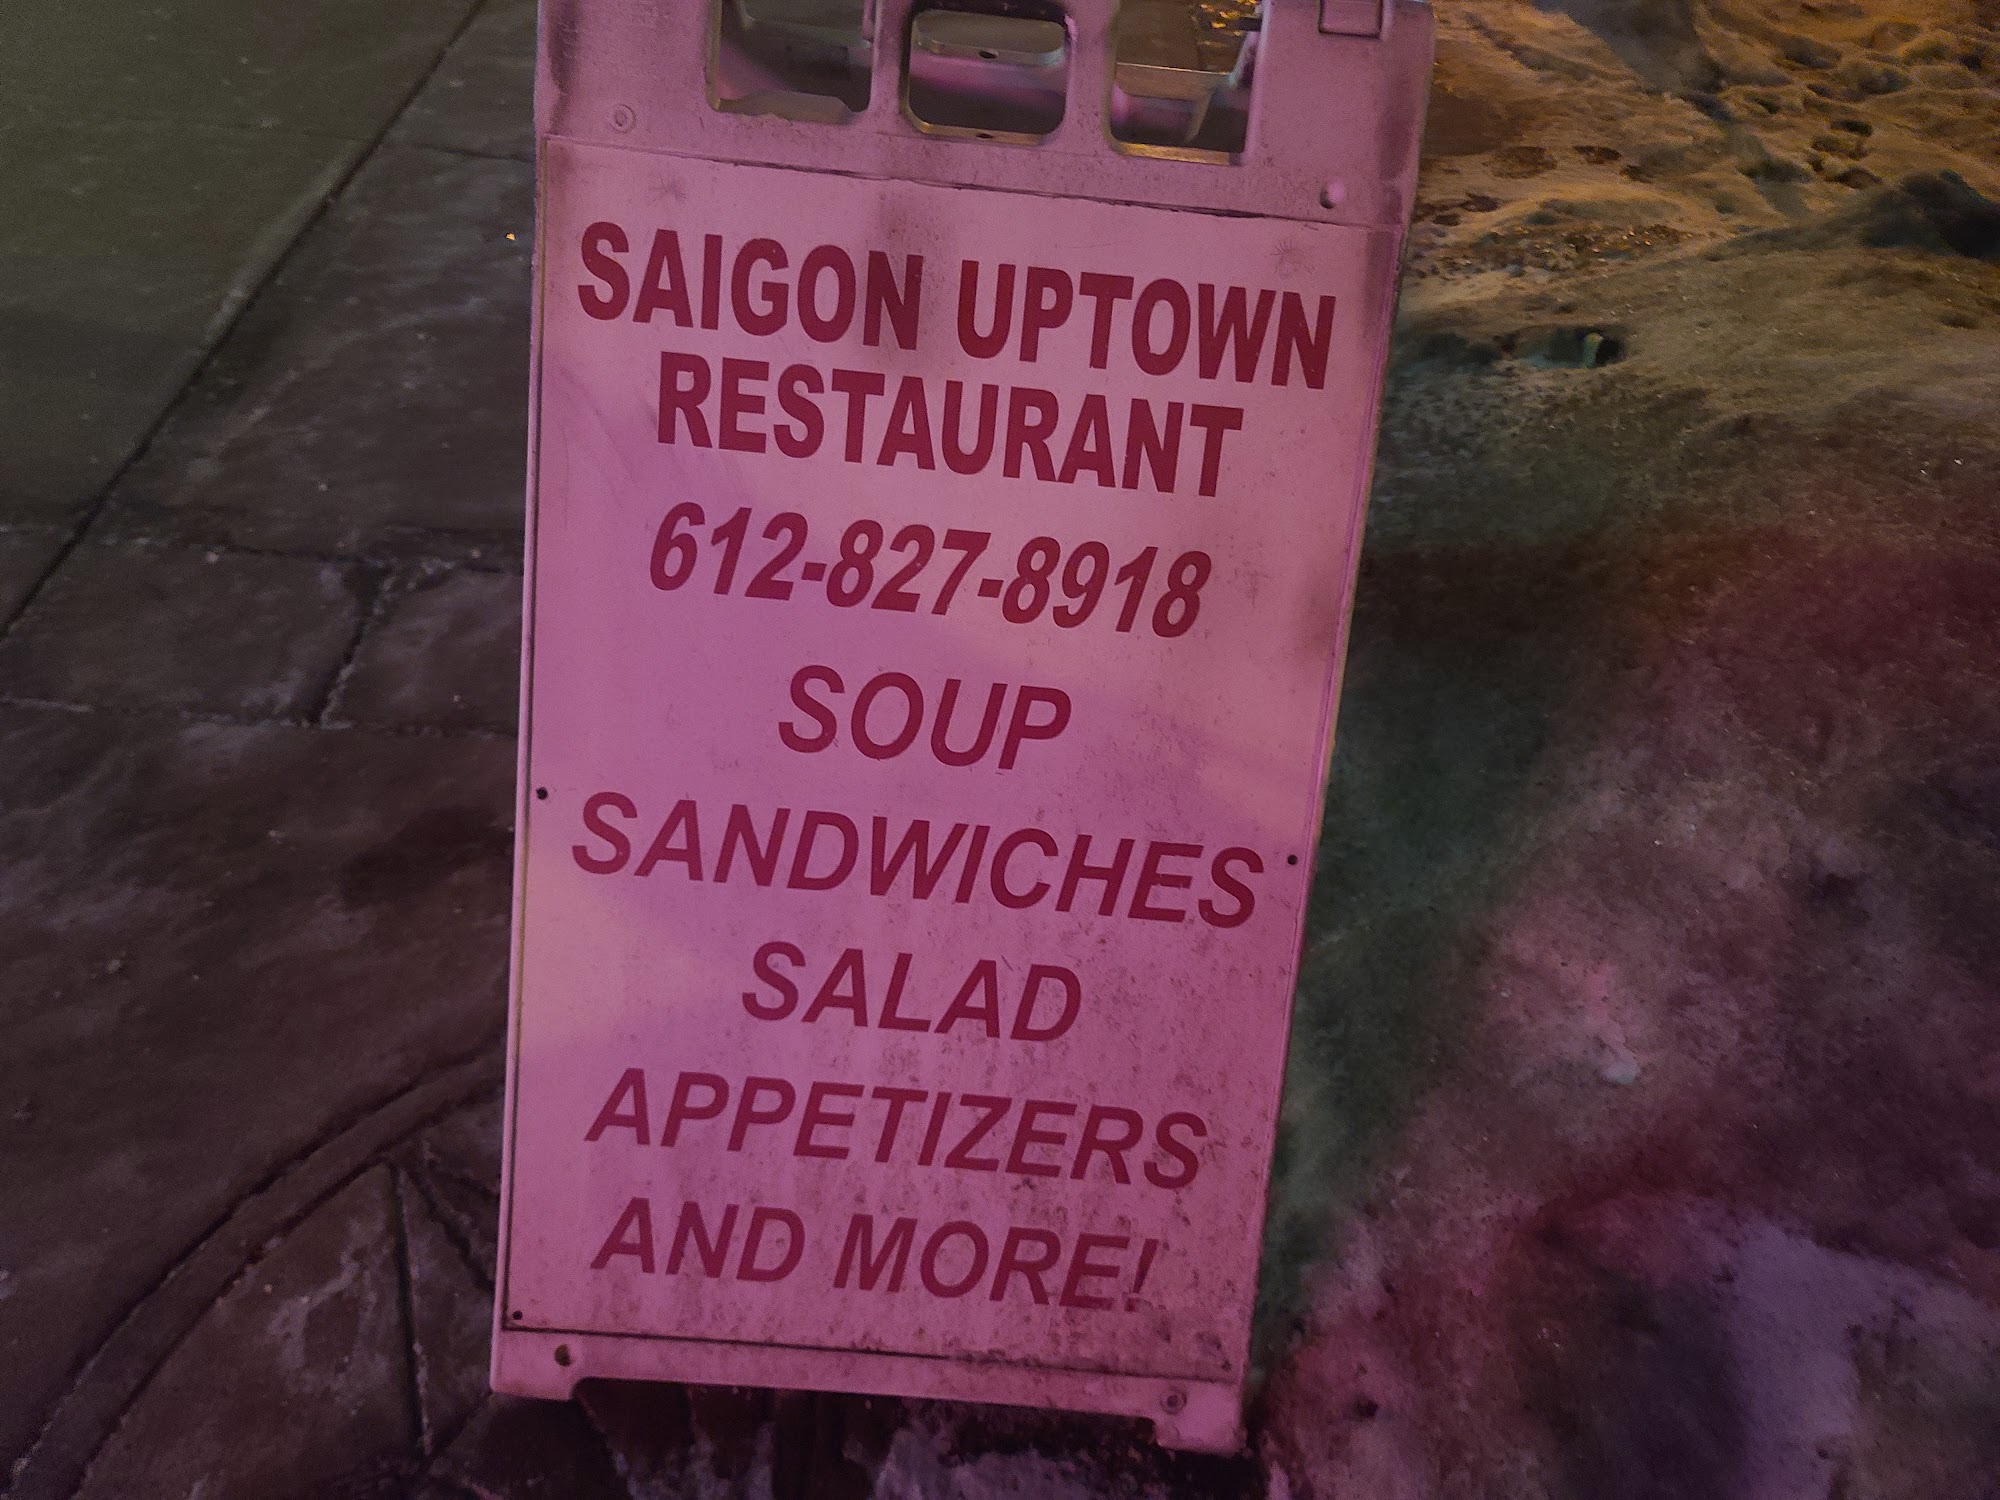 SAIGON UPTOWN
RESTAURANT
612-827-8918
SOUP
SANDWICHES
SALAD
APPETIZERS
AND MORE!